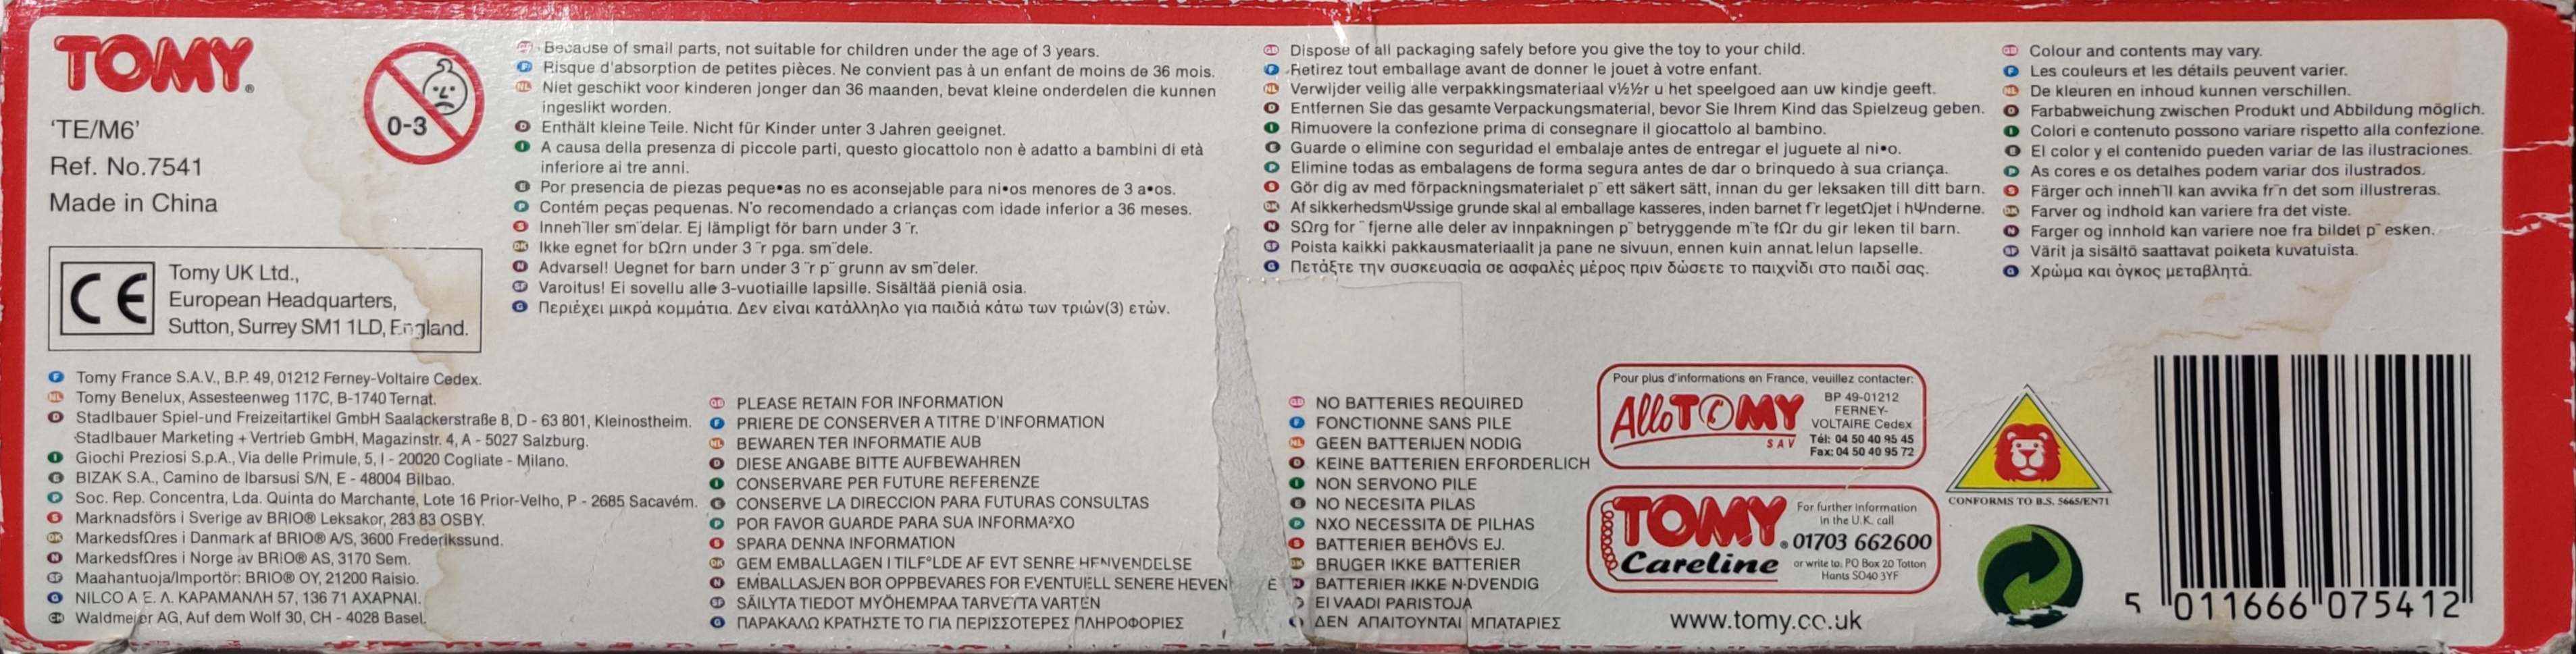 TOMY®
'TE/M6'
Ref. No.7541
Made in China
0-3
CE
Tomy UK Ltd.,
European Headquarters,
Sutton, Surrey SM1 1LD, England.
GB Because of small parts, not suitable for children under the age of 3 years.
F Risque d'absorption de petites pièces. Ne convient pas à un enfant de moins de 36 mois.
NL Niet geschikt voor kinderen jonger dan 36 maanden, bevat kleine onderdelen die kunnen
ingeslikt worden.
D Enthält kleine Teile. Nicht für Kinder unter 3 Jahren geeignet.
I A causa della presenza di piccole parti, questo giocattolo non è adatto a bambini di età
inferiore ai tre anni.
E Por presencia de piezas peque•as no es aconsejable para ni•os menores de 3 a•os.
P Contém peças pequenas. N'o recomendado a crianças com idade inferior a 36 meses.
S Inneh¨ller sm¨delar. Ej lämpligt för barn under 3 ¨r.
DK Ikke egnet for bΩrn under 3 ¨r pga. sm¨dele.
N Advarsel! Uegnet for barn under 3 ¨r p¨ grunn av sm¨deler.
SF Varoitus! Ei sovellu alle 3-vuotiaille lapsille. Sisältää pieniä osia.
G Περιέχει μικρά κομμάτια. Δεν είναι κατάλληλο για παιδιά κάτω των τριών(3) ετών.
GB Dispose of all packaging safely before you give the toy to your child.
F Retirez tout emballage avant de donner le jouet à votre enfant.
NL Verwijder veilig alle verpakkingsmateriaal v½½r u het speelgoed aan uw kindje geeft.
D Entfernen Sie das gesamte Verpackungsmaterial, bevor Sie Ihrem Kind das Spielzeug geben.
I Rimuovere la confezione prima di consegnare il giocattolo al bambino.
E Guarde o elimine con seguridad el embalaje antes de entregar el juguete al ni•o.
P Elimine todas as embalagens de forma segura antes de dar o brinquedo à sua criança.
S Gör dig av med förpackningsmaterialet p¨ ett säkert sätt, innan du ger leksaken till ditt barn.
DK Af sikkerhedsmΨssige grunde skal al emballage kasseres, inden barnet f¨r legetΩjet i hΨnderne.
N SΩrg for ¨ fjerne alle deler av innpakningen p¨ betryggende m¨te fΩr du gir leken til barn.
SF Poista kaikki pakkausmateriaalit ja pane ne sivuun, ennen kuin annat lelun lapselle.
G Πετάξτε την συσκευασία σε ασφαλές μέρος πριν δώσετε το παιχνίδι στο παιδί σας.
GB Colour and contents may vary.
F Les couleurs et les détails peuvent varier.
NL De kleuren en inhoud kunnen verschillen.
D Farbabweichung zwischen Produkt und Abbildung möglich.
I Colori e contenuto possono variare rispetto alla confezione.
E El color y el contenido pueden variar de las ilustraciones.
P As cores e os detalhes podem variar dos ilustrados.
S Färger och inneh¨ll kan avvika fr¨n det som illustreras.
DK Farver og indhold kan variere fra det viste.
N Farger og innhold kan variere noe fra bildet p¨ esken.
SF Värit ja sisältö saattavat poiketa kuvatuista.
G Χρώμα και όγκος μεταβλητά.
F Tomy France S.A.V., B.P. 49, 01212 Ferney-Voltaire Cedex.
NL Tomy Benelux, Assesteenweg 117C, B-1740 Ternat.
D Stadlbauer Spiel-und Freizeitartikel GmbH Saalackerstraße 8, D - 63 801, Kleinostheim.
Stadlbauer Marketing + Vertrieb GmbH, Magazinstr. 4, A - 5027 Salzburg.
I Giochi Preziosi S.p.A., Via delle Primule, 5, I - 20020 Cogliate - Milano.
E BIZAK S.A., Camino de Ibarsusi S/N, E - 48004 Bilbao.
P Soc. Rep. Concentra, Lda. Quinta do Marchante, Lote 16 Prior-Velho, P - 2685 Sacavém.
S Marknadsförs i Sverige av BRIO® Leksakor, 283 83 OSBY.
DK MarkedsfΩres i Danmark af BRIO® A/S, 3600 Frederikssund.
N MarkedsfΩres i Norge av BRIO® AS, 3170 Sem.
SF Maahantuoja/Importör: BRIO® OY, 21200 Raisio.
G NILCO A.E. Λ. ΚΑΡΑΜΑΝΛΗ 57, 136 71 ΑΧΑΡΝΑΙ.
CH Waldmeier AG, Auf dem Wolf 30, CH - 4028 Basel.
GB PLEASE RETAIN FOR INFORMATION
F PRIERE DE CONSERVER A TITRE D'INFORMATION
NL BEWAREN TER INFORMATIE AUB
D DIESE ANGABE BITTE AUFBEWAHREN
I CONSERVARE PER FUTURE REFERENZE
E CONSERVE LA DIRECCION PARA FUTURAS CONSULTAS
P POR FAVOR GUARDE PARA SUA INFORMA²XO
S SPARA DENNA INFORMATION
DK GEM EMBALLAGEN I TILFºLDE AF EVT SENRE HENVENDELSE
N EMBALLASJEN BOR OPPBEVARES FOR EVENTUELL SENERE HEVEN E
SF SÄILYTA TIEDOT MYÖHEMPAA TARVETTA VARTEN
G ΠΑΡΑΚΑΛΩ ΚΡΑΤΗΣΤΕ ΤΟ ΓΙΑ ΠΕΡΙΣΣΟΤΕΡΕΣ ΠΛΗΡΟΦΟΡΙΕΣ
GB NO BATTERIES REQUIRED
F FONCTIONNE SANS PILE
NL GEEN BATTERIJEN NODIG
D KEINE BATTERIEN ERFORDERLICH
I NON SERVONO PILE
E NO NECESITA PILAS
P NXO NECESSITA DE PILHAS
S BATTERIER BEHÖVS EJ.
DK BRUGER IKKE BATTERIER
N BATTERIER IKKE N-DVENDIG
EI VAADI PARISTOJA
ΔΕΝ ΑΠΑΙΤΟΥΝΤΑΙ ΜΠΑΤΑΡΙΕΣ
Pour plus d'informations en France, veuillez contacter:
Allo TOMY
SAV
BP 49-01212
FERNEY-
VOLTAIRE Cedex
Tél: 04 50 40 95 45
Fax: 04 50 40 95 72
TOMY®
Careline
For further information
in the U.K. call
01703 662600
or write to: PO Box 20 Totton
Hants SO40 3YF
www.tomy.co.uk
CONFORMS TO B.S. 5665/EN71
5 011666 075412